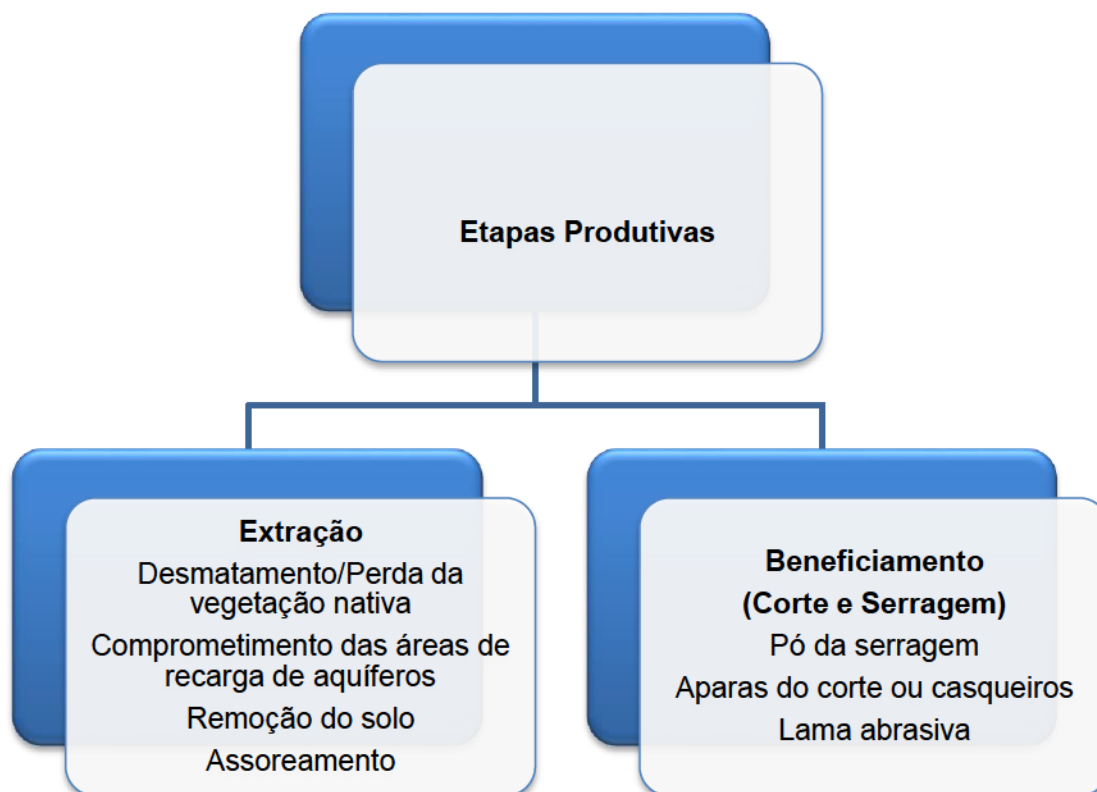 Etapas Produtivas
Extração
Desmatamento/Perda da
vegetação nativa
Comprometimento das áreas de
recarga de aquíferos
Remoção do solo
Assoreamento
Beneficiamento
(Corte e Serragem)
Pó da serragem
Aparas do corte ou casqueiros
Lama abrasiva